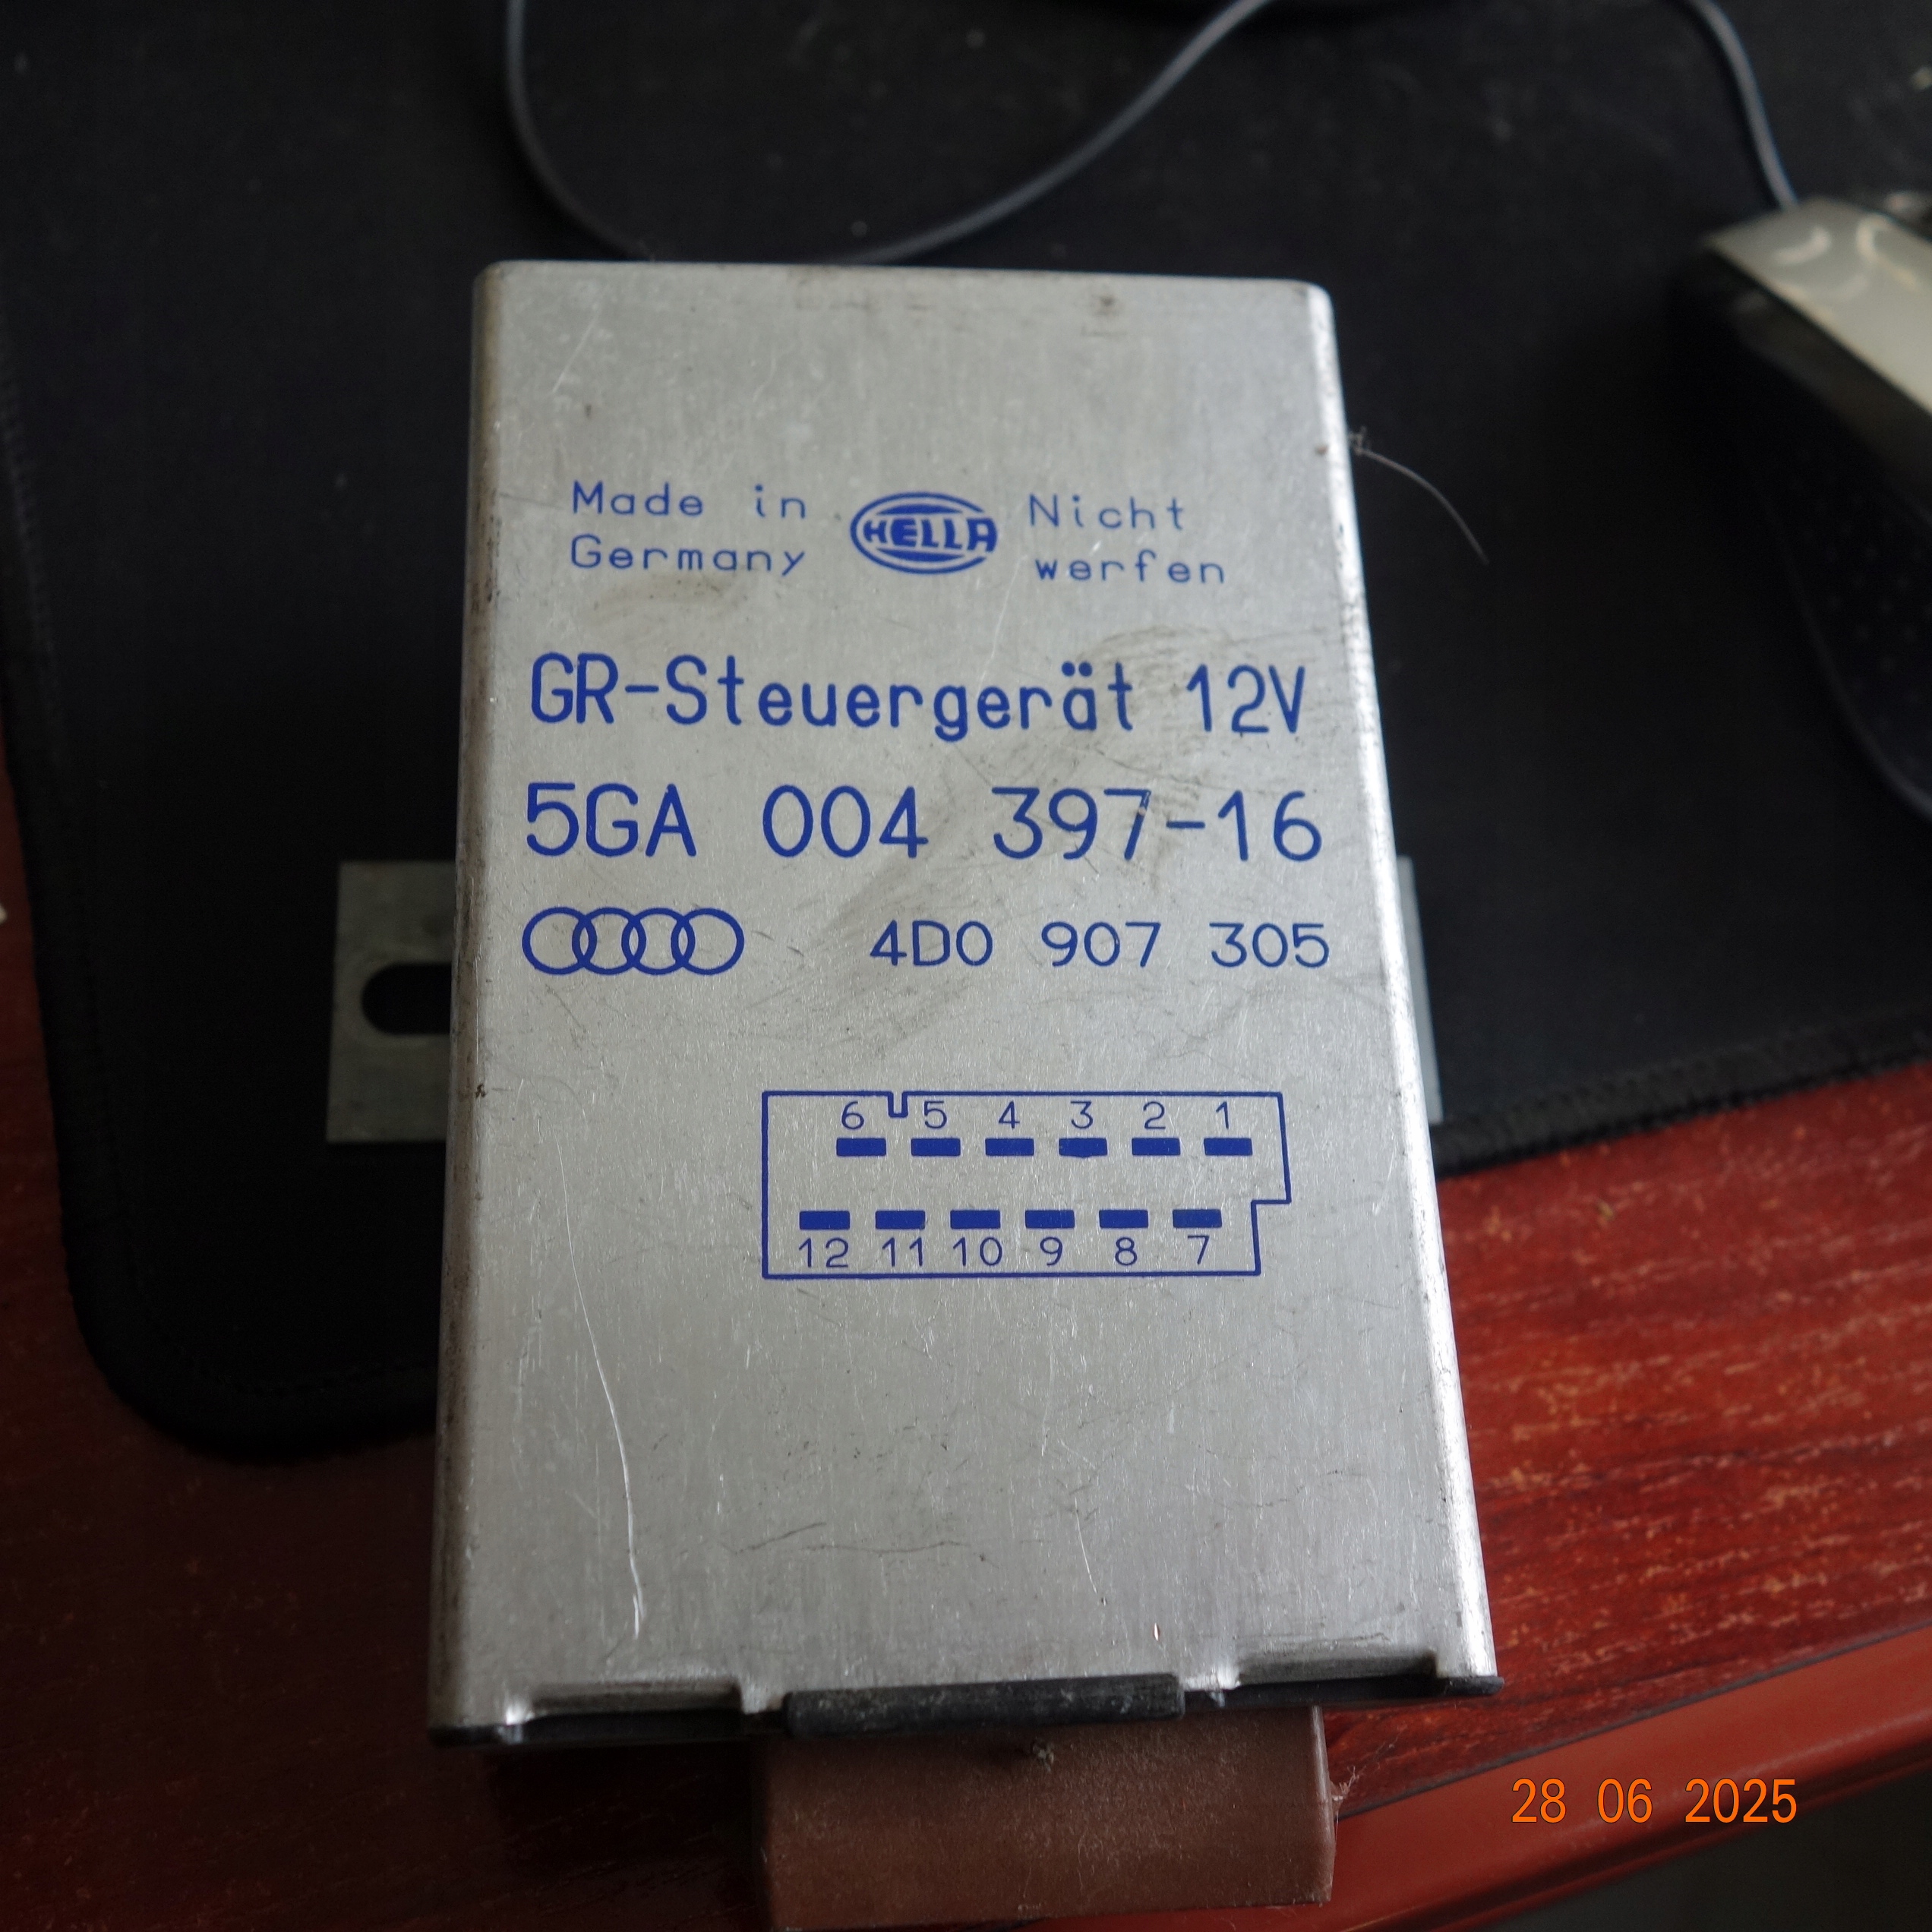 Made in HELLA Nicht
Germany werfen
GR-Steuergerät 12V
5GA 004 397-16
4D0 907 305
6 5 4 3 2 1
12 11 10 9 8 7
28 06 2025